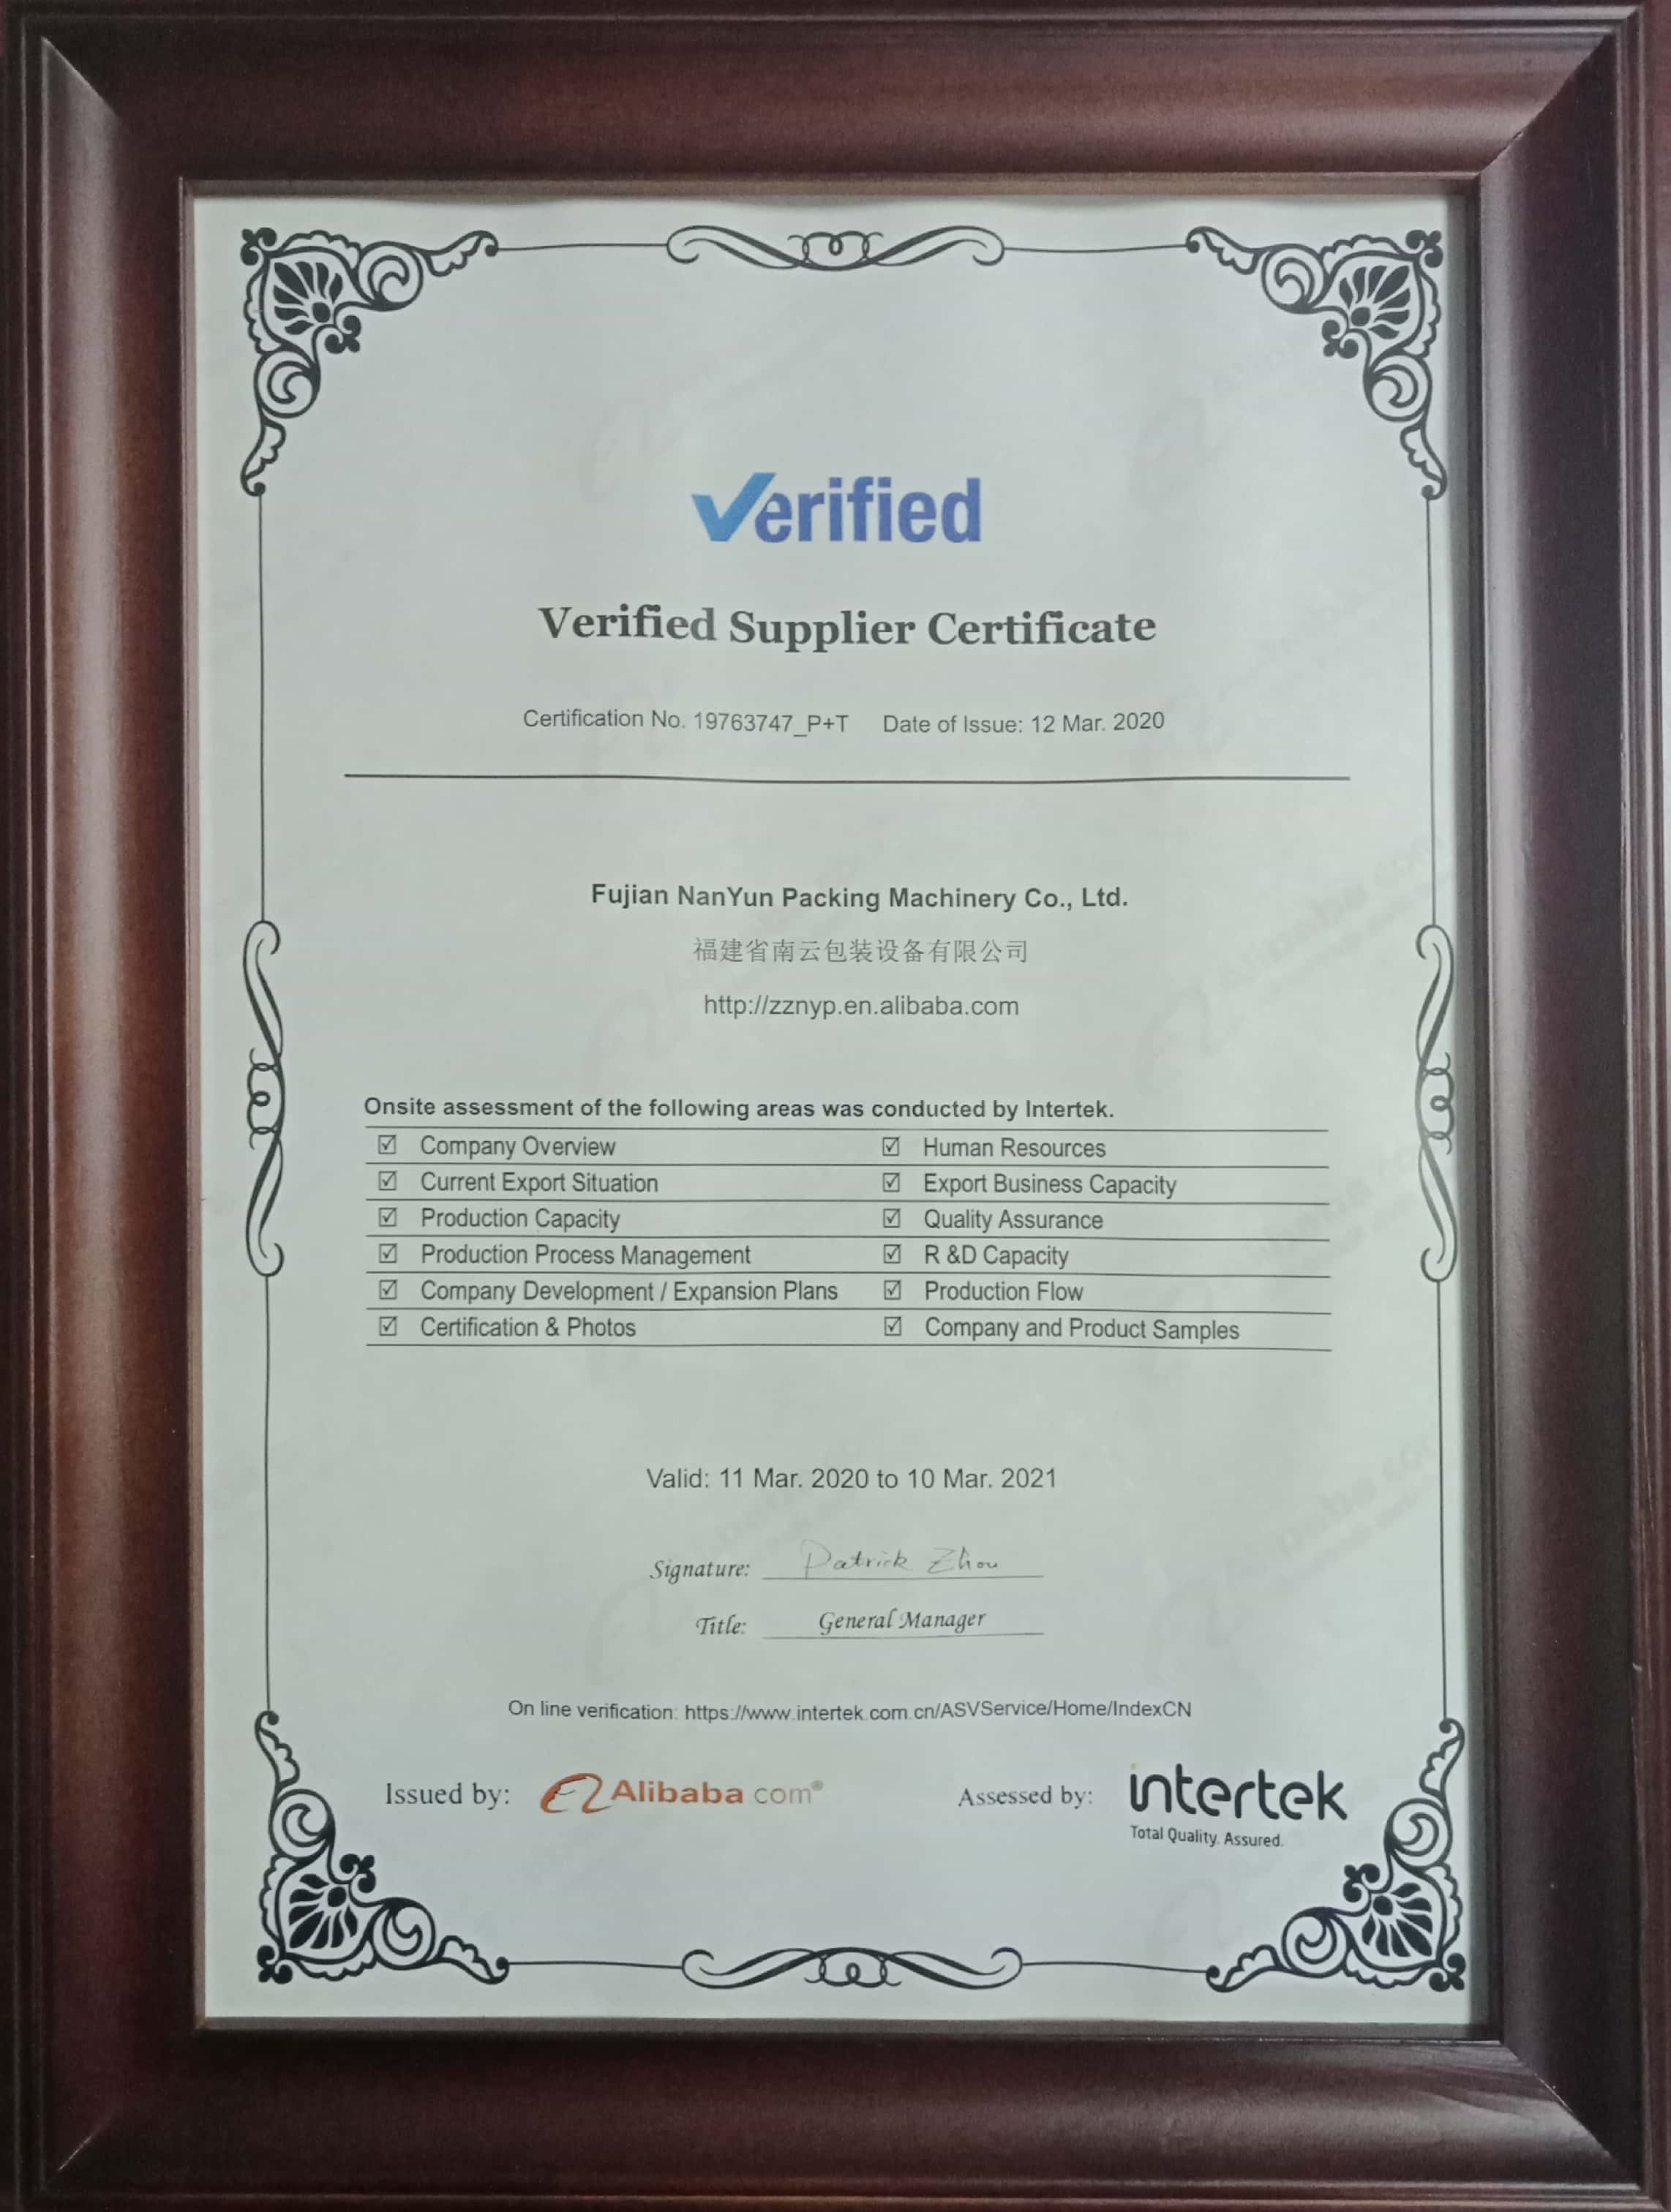 Verified
Verified Supplier Certificate
Certification No. 19763747_P+T Date of Issue: 12 Mar. 2020
Fujian NanYun Packing Machinery Co., Ltd.
福建省南云包装设备有限公司
http://zznyp.en.alibaba.com
Onsite assessment of the following areas was conducted by Intertek.
☑ Company Overview ☑ Human Resources
☑ Current Export Situation ☑ Export Business Capacity
☑ Production Capacity ☑ Quality Assurance
☑ Production Process Management ☑ R &D Capacity
☑ Company Development / Expansion Plans ☑ Production Flow
☑ Certification & Photos ☑ Company and Product Samples
Valid: 11 Mar. 2020 to 10 Mar. 2021
Signature: Patrick Zhou
Title: General Manager
On line verification: https://www.intertek.com.cn/ASVService/Home/IndexCN
Issued by: Alibaba.com® Assessed by: intertek
Total Quality. Assured.